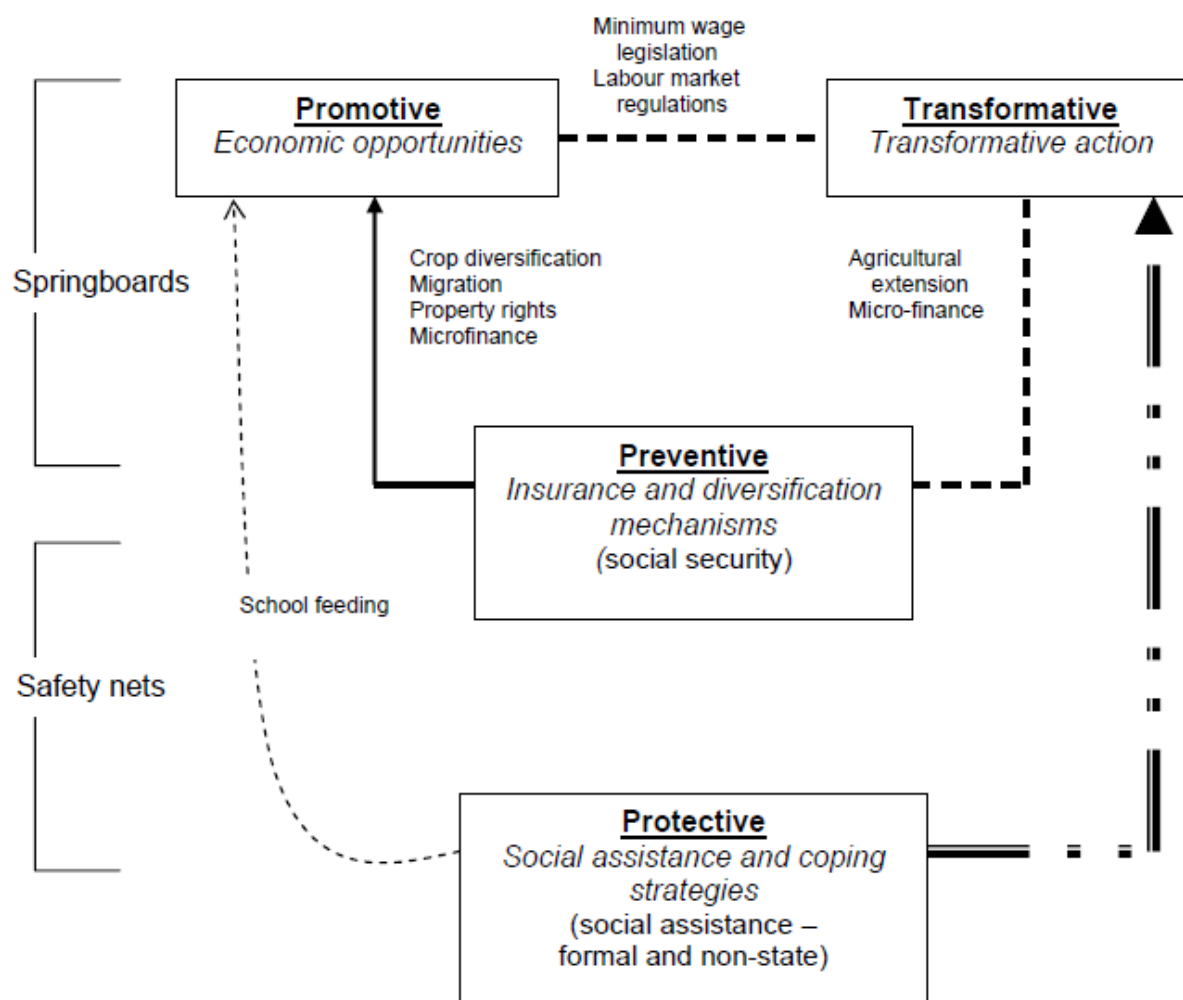 Minimum wage
legislation
Labour market
regulations
Promotive
Economic opportunities
Transformative
Transformative action
Springboards
Crop diversification
Migration
Property rights
Microfinance
Agricultural
extension
Micro-finance
Preventive
Insurance and diversification
mechanisms
(social security)
School feeding
Safety nets
Protective
Social assistance and coping
strategies
(social assistance –
formal and non-state)